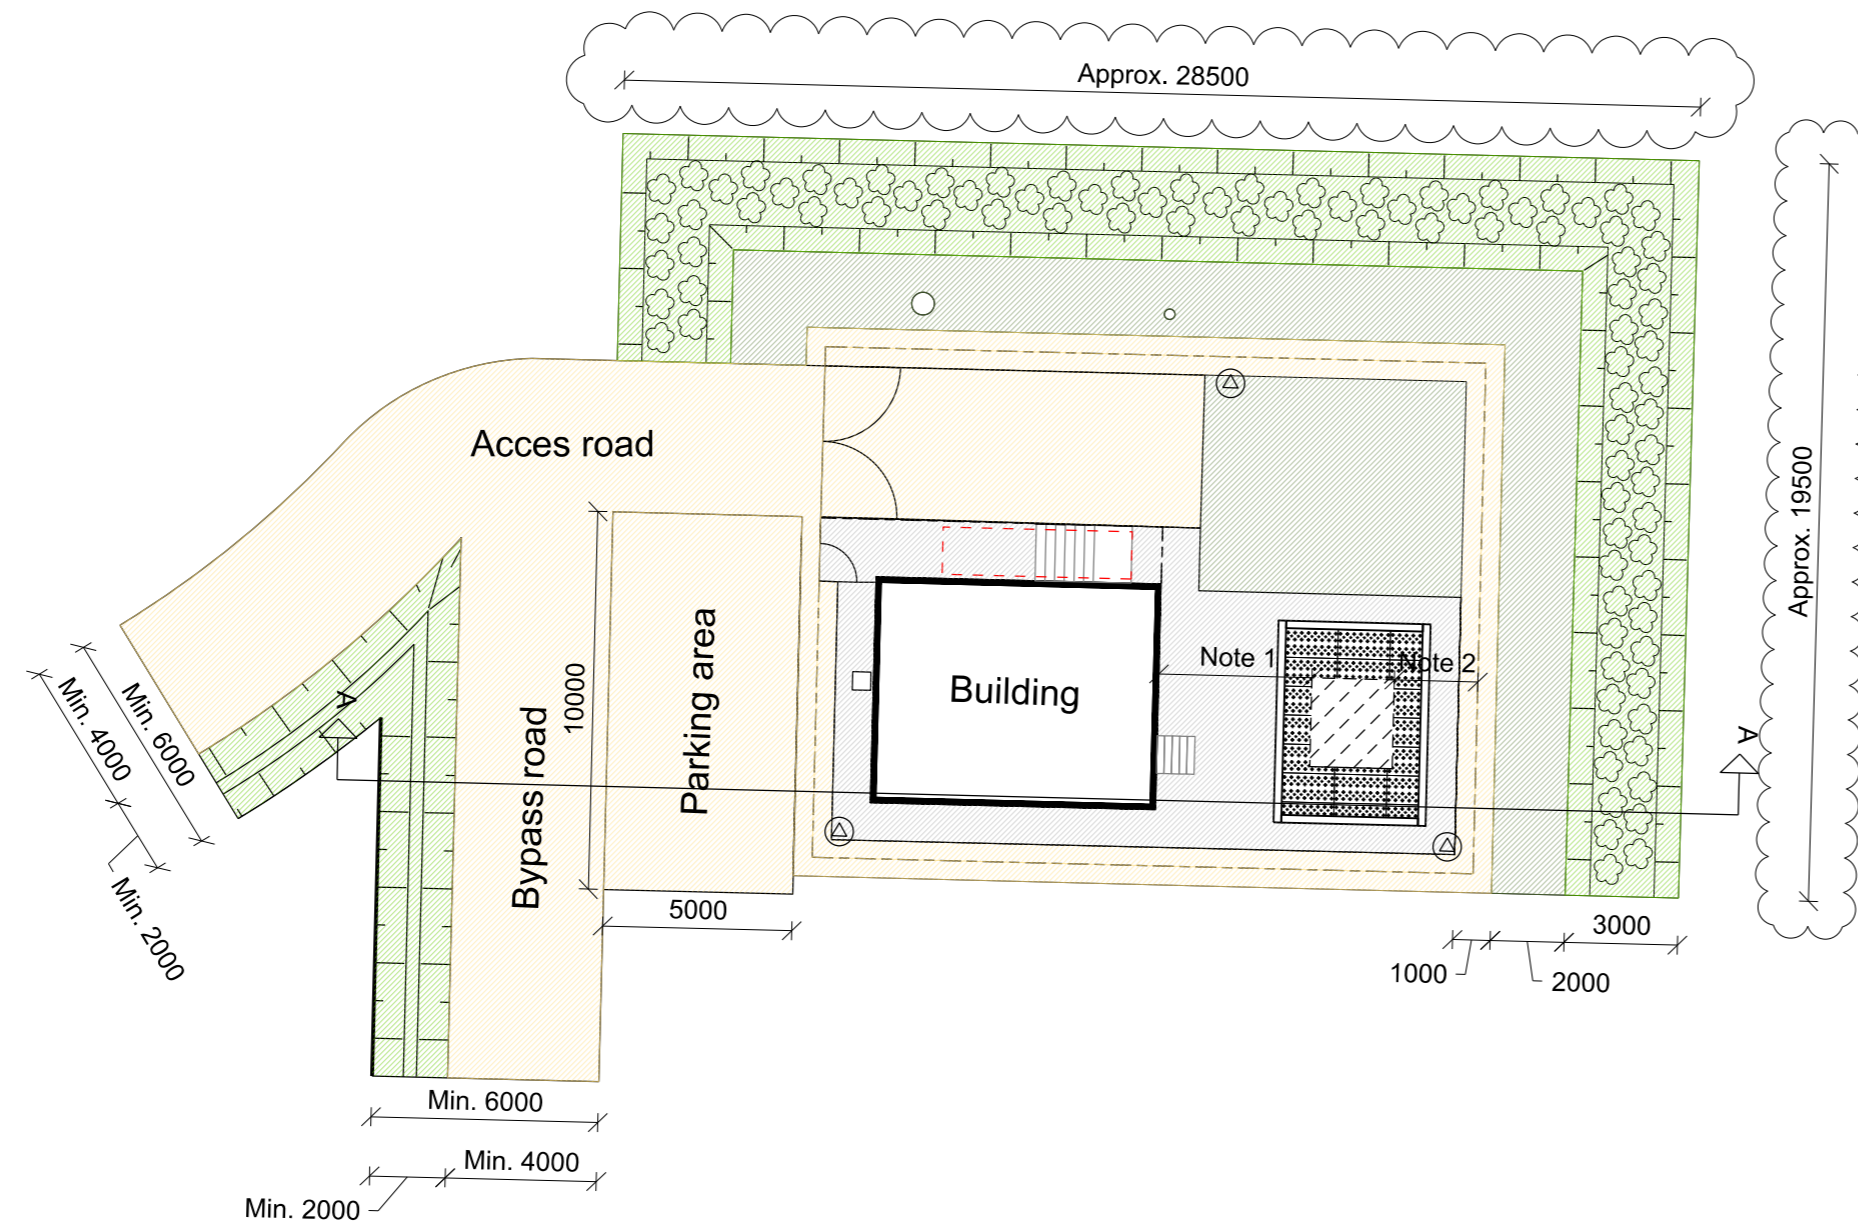 Approx. 28500
Approx. 19500
Acces road
Parking area
10000
Bypass road
Building
Note 1
Note 2
A
A
Min. 6000
Min. 4000
Min. 2000
5000
3000
1000
2000
Min. 6000
Min. 4000
Min. 2000